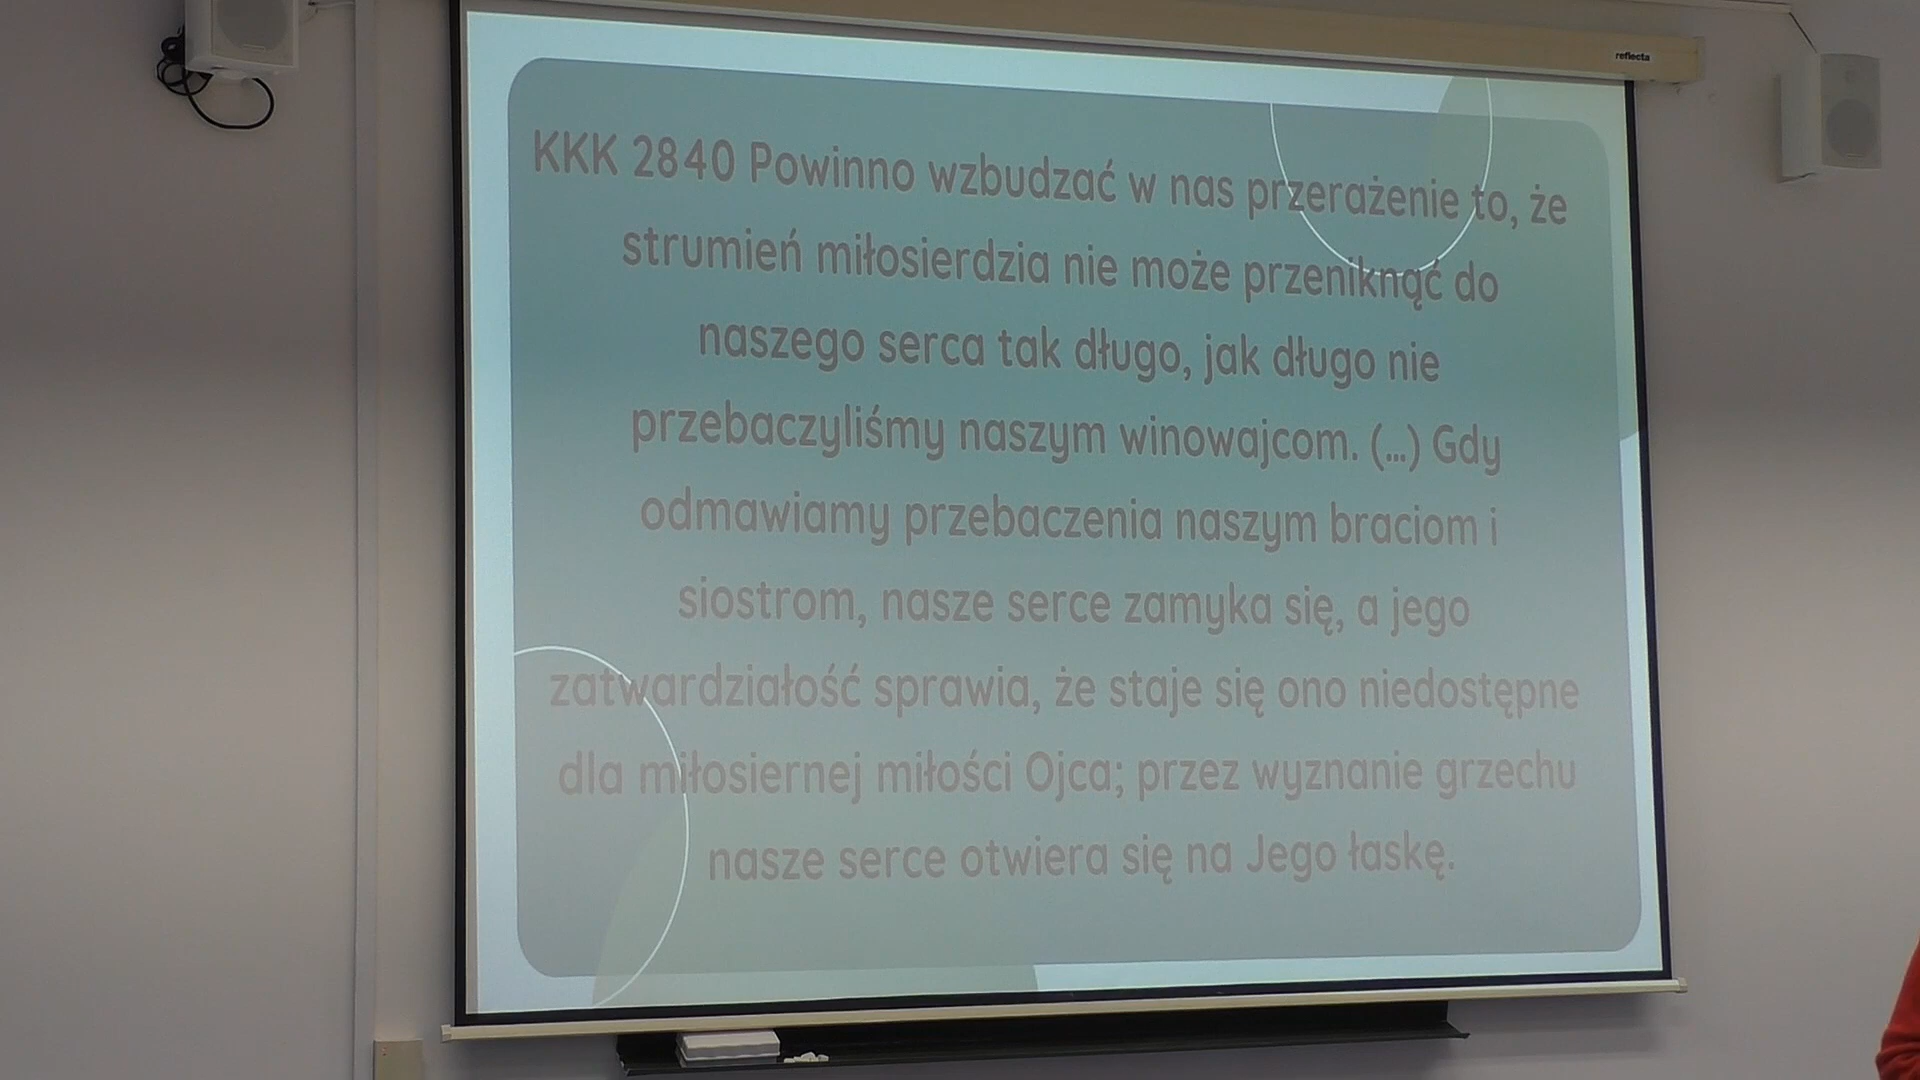 reflecta
KKK 2840 Powinno wzbudzać w nas przerażenie to, że
strumień miłosierdzia nie może przeniknąć do
naszego serca tak długo, jak długo nie
przebaczyliśmy naszym winowajcom. (...) Gdy
odmawiamy przebaczenia naszym braciom i
siostrom, nasze serce zamyka się, a jego
zatwardziałość sprawia, że staje się ono niedostępne
dla miłosiernej miłości Ojca; przez wyznanie grzechu
nasze serce otwiera się na Jego łaskę.